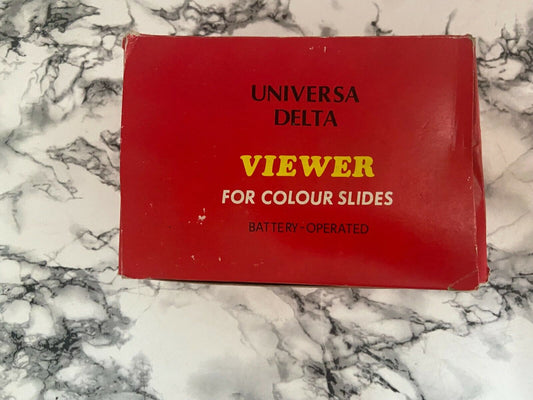 UNIVERSA
DELTA
VIEWER
FOR COLOUR SLIDES
BATTERY-OPERATED